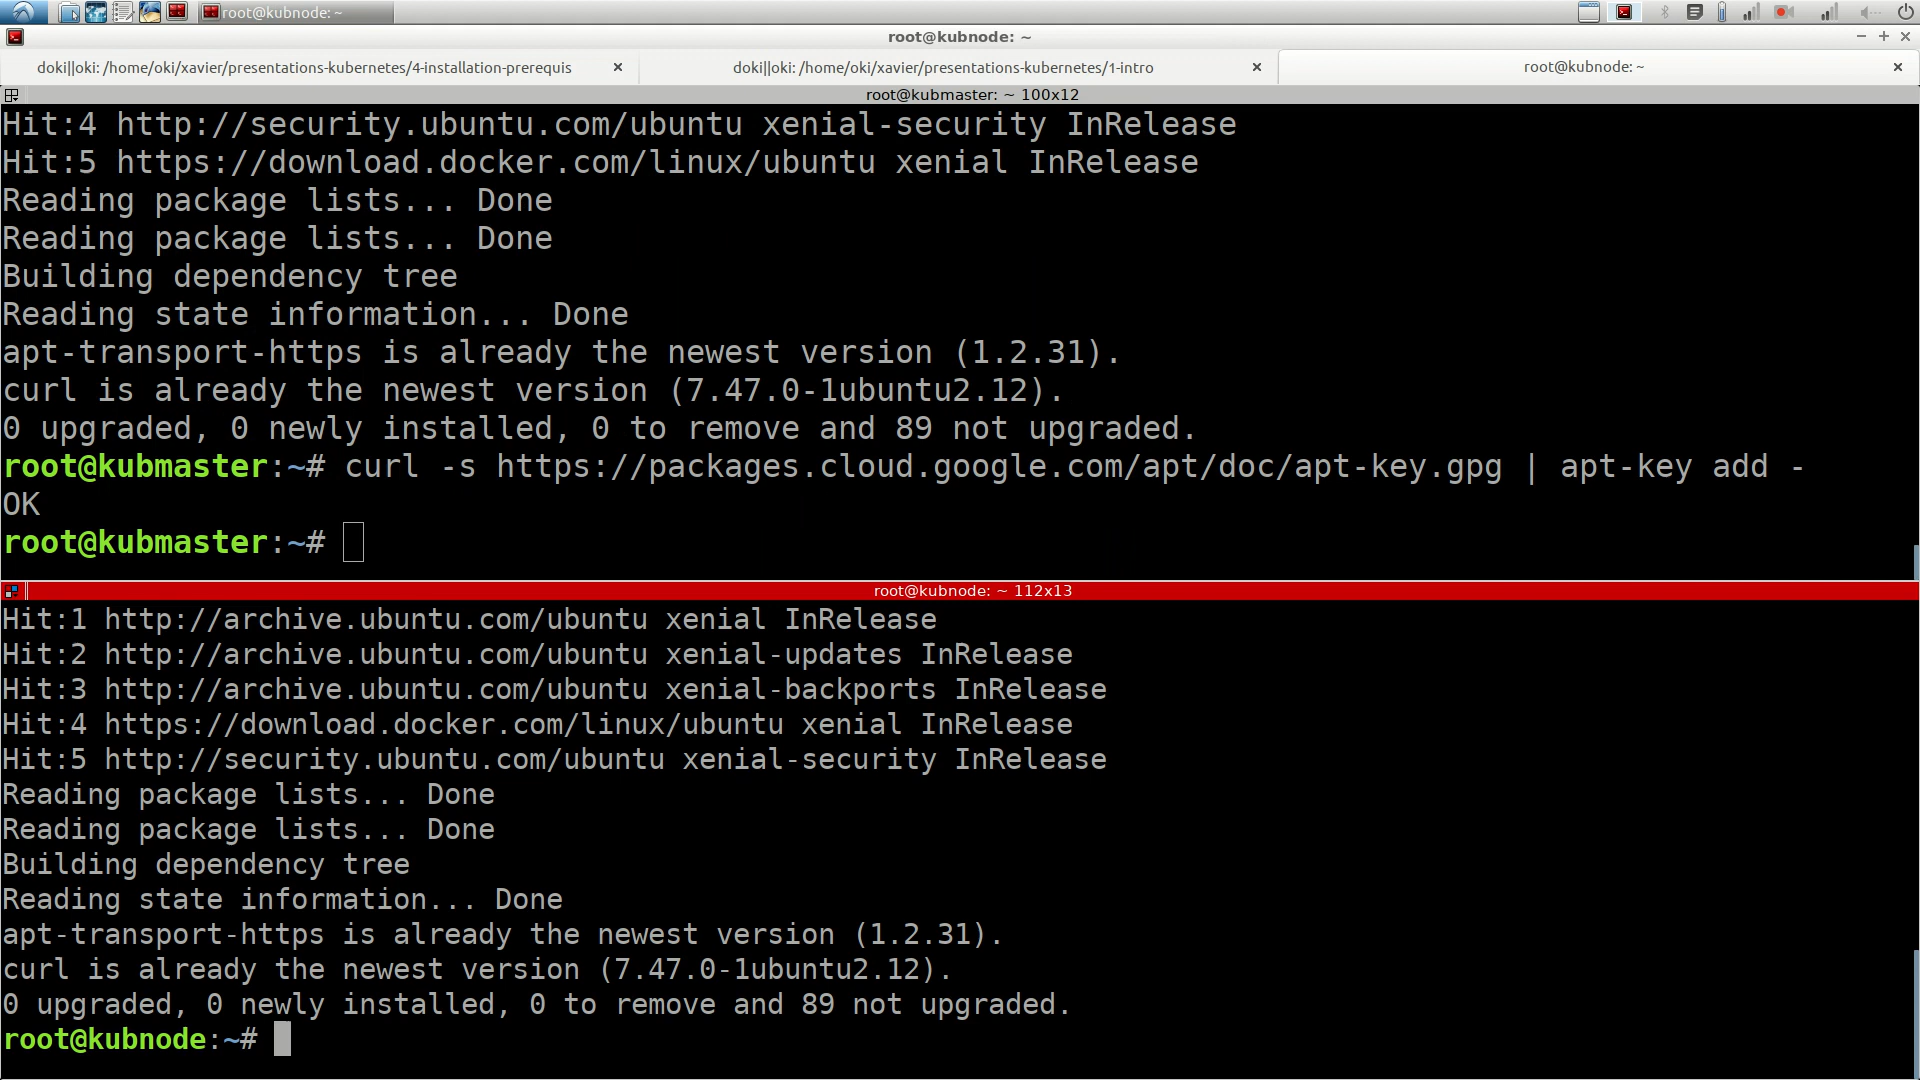 root@kubnode: ~
root@kubnode: ~
doki||oki: /home/oki/xavier/presentations-kubernetes/4-installation-prerequis
doki||oki: /home/oki/xavier/presentations-kubernetes/1-intro
root@kubnode: ~
root@kubmaster: ~ 100x12
Hit:4 http://security.ubuntu.com/ubuntu xenial-security InRelease
Hit:5 https://download.docker.com/linux/ubuntu xenial InRelease
Reading package lists... Done
Reading package lists... Done
Building dependency tree
Reading state information... Done
apt-transport-https is already the newest version (1.2.31).
curl is already the newest version (7.47.0-1ubuntu2.12).
0 upgraded, 0 newly installed, 0 to remove and 89 not upgraded.
root@kubmaster:~# curl -s https://packages.cloud.google.com/apt/doc/apt-key.gpg | apt-key add -
OK
root@kubmaster:~#
root@kubnode: ~ 112x13
Hit:1 http://archive.ubuntu.com/ubuntu xenial InRelease
Hit:2 http://archive.ubuntu.com/ubuntu xenial-updates InRelease
Hit:3 http://archive.ubuntu.com/ubuntu xenial-backports InRelease
Hit:4 https://download.docker.com/linux/ubuntu xenial InRelease
Hit:5 http://security.ubuntu.com/ubuntu xenial-security InRelease
Reading package lists... Done
Reading package lists... Done
Building dependency tree
Reading state information... Done
apt-transport-https is already the newest version (1.2.31).
curl is already the newest version (7.47.0-1ubuntu2.12).
0 upgraded, 0 newly installed, 0 to remove and 89 not upgraded.
root@kubnode:~#